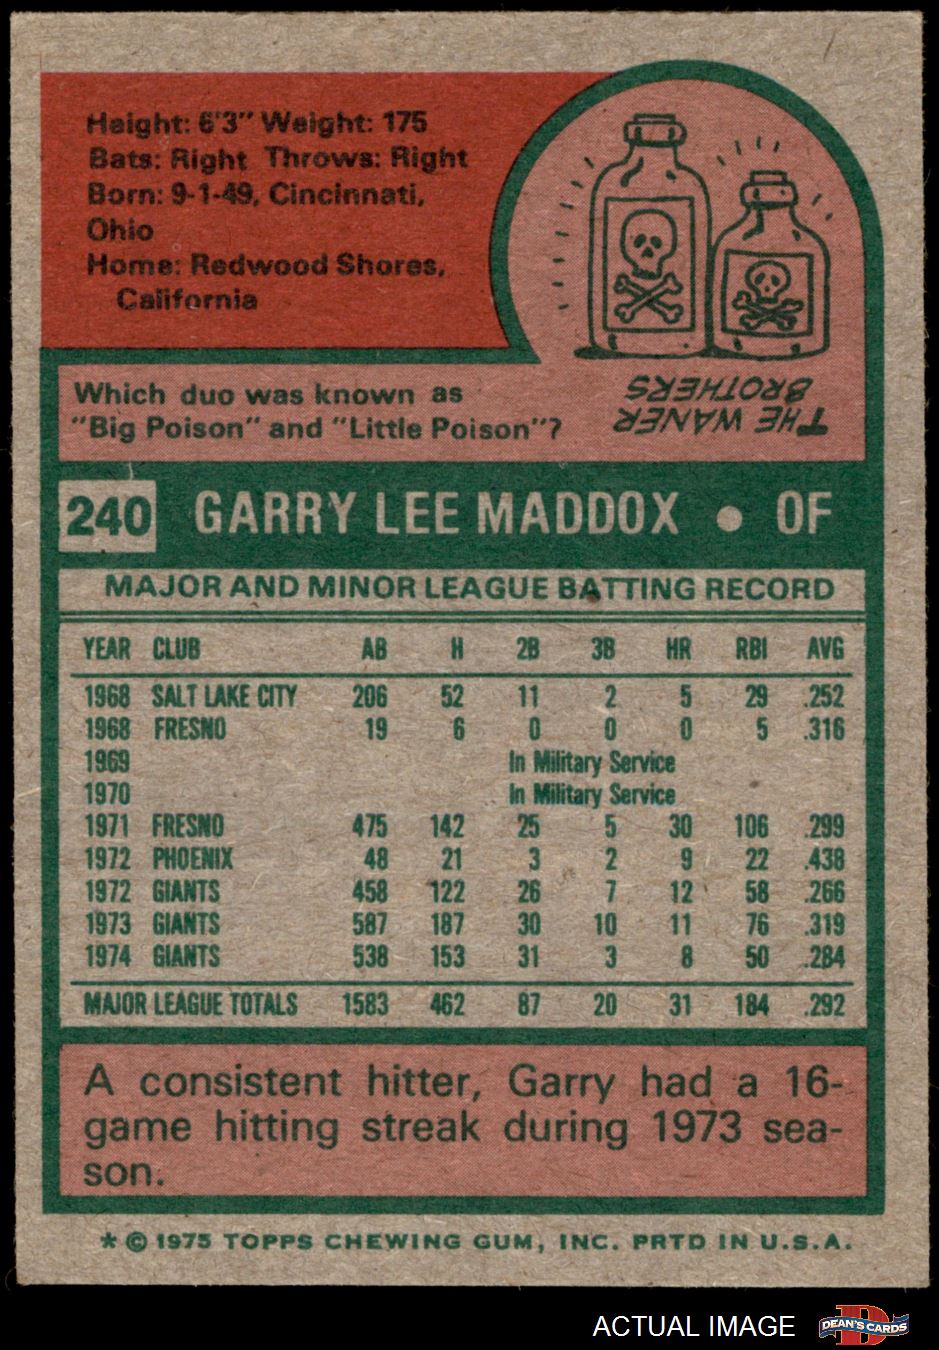 Height: 6'3" Weight: 175
Bats: Right Throws: Right
Born: 9-1-49, Cincinnati,
Ohio
Home: Redwood Shores,
California
Which duo was known as
"Big Poison" and "Little Poison"?
THE WANER
BROTHERS
240 GARRY LEE MADDOX • OF
MAJOR AND MINOR LEAGUE BATTING RECORD
YEAR CLUB AB H 2B 3B HR RBI AVG
1968 SALT LAKE CITY 206 52 11 2 5 29 .252
1968 FRESNO 19 6 0 0 0 5 .316
1969 In Military Service
1970 In Military Service
1971 FRESNO 475 142 25 5 30 106 .299
1972 PHOENIX 48 21 3 2 9 22 .438
1972 GIANTS 458 122 26 7 12 58 .266
1973 GIANTS 587 187 30 10 11 76 .319
1974 GIANTS 538 153 31 3 8 50 .284
MAJOR LEAGUE TOTALS 1583 462 87 20 31 184 .292
A consistent hitter, Garry had a 16-
game hitting streak during 1973 sea-
son.
* © 1975 TOPPS CHEWING GUM, INC. PRTD IN U.S.A.
ACTUAL IMAGE
D
DEAN'S CARDS